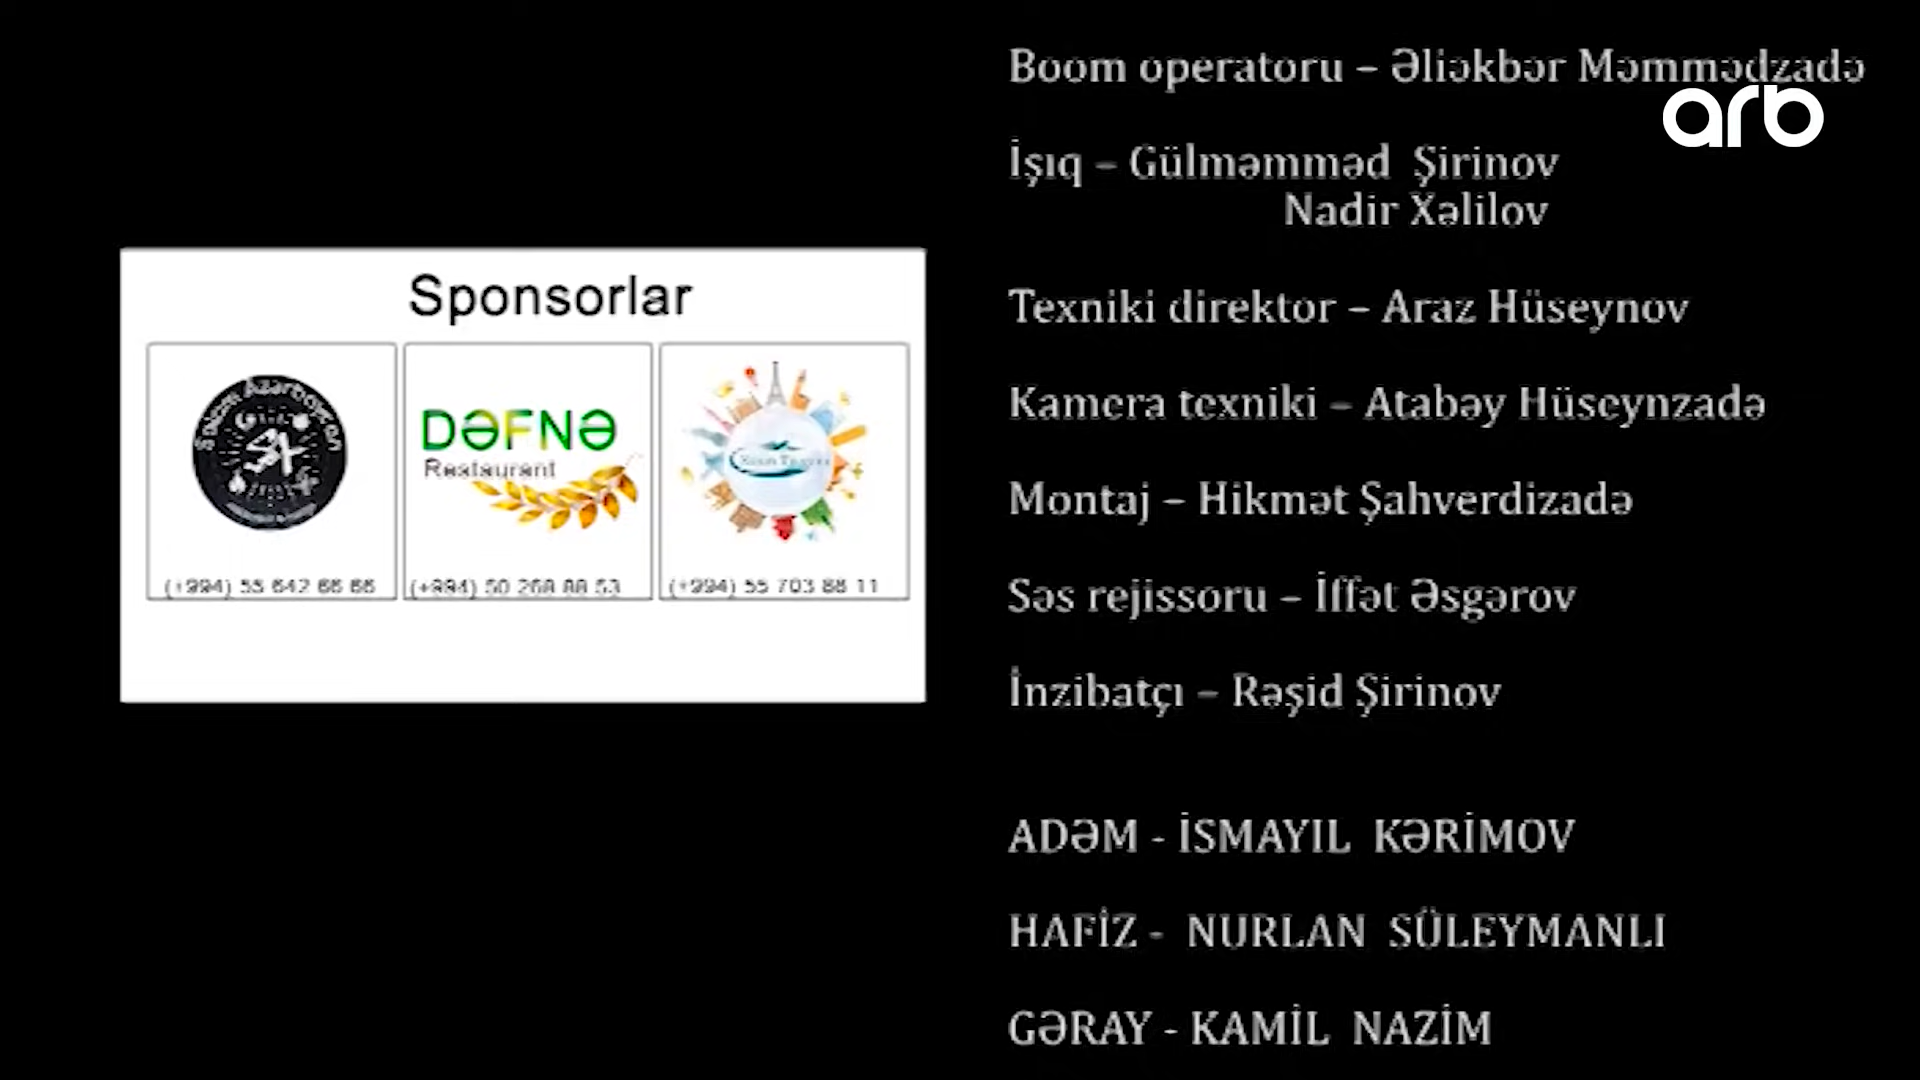 Boom operatoru – Əliəkbər Məmmədzadə
arb
İşıq – Gülməmməd Şirinov
Nadir Xəlilov
Texniki direktor – Araz Hüseynov
Kamera texniki – Atabəy Hüseynzadə
Montaj – Hikmət Şahverdizadə
Səs rejissoru – İffət Əsgərov
İnzibatçı – Rəşid Şirinov
ADƏM - İSMAYIL KƏRİMOV
HAFİZ - NURLAN SÜLEYMANLI
GƏRAY - KAMİL NAZİM
Sponsorlar
DƏFNƏ
Restaurant
(+994) 55 642 66 66
(+994) 50 268 88 53
(+994) 55 703 88 11